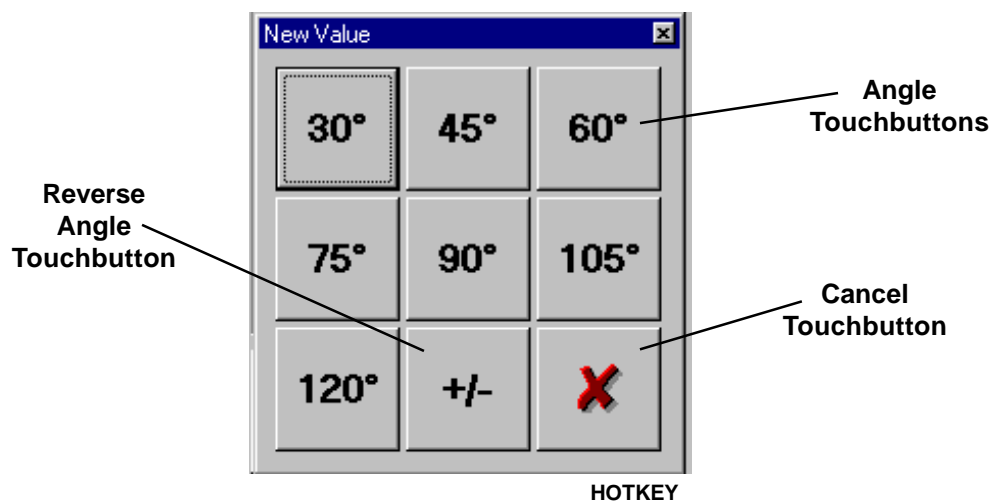 New Value
30° 45° 60°
Angle
Touchbuttons
Reverse
Angle
Touchbutton
75° 90° 105°
Cancel
Touchbutton
120° +/-
HOTKEY